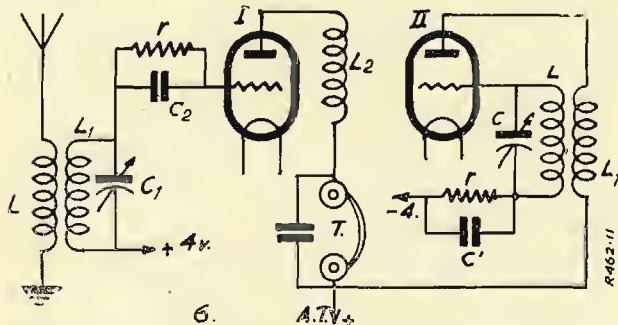 I
II
r
C₂
L₂
L₁
C₁
L
+ 4v.
T.
L
C
L₁
r
-4.
C'
6.
A.T.V+
R462-11